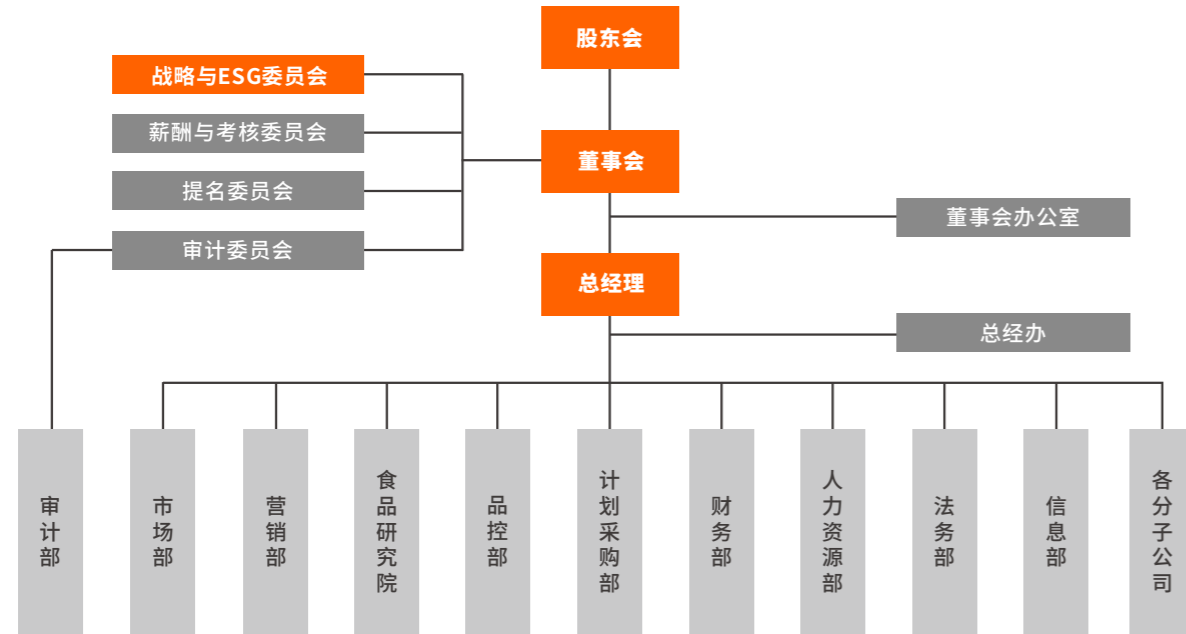 股东会
战略与ESG委员会
薪酬与考核委员会
董事会
提名委员会
董事会办公室
审计委员会
总经理
总经办
审计部
市场部
营销部
食品研究院
品控部
计划采购部
财务部
人力资源部
法务部
信息部
各分子公司